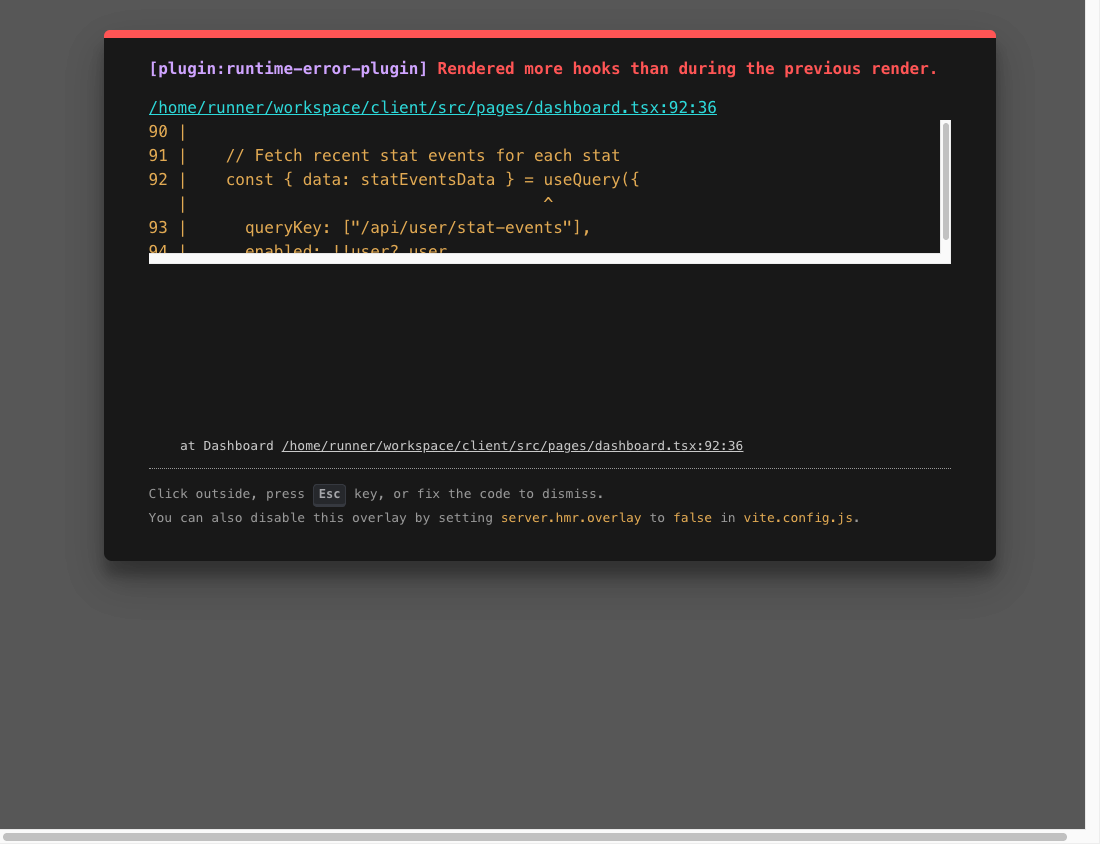 [plugin:runtime-error-plugin] Rendered more hooks than during the previous render.
/home/runner/workspace/client/src/pages/dashboard.tsx:92:36
90 |
91 |    // Fetch recent stat events for each stat
92 |    const { data: statEventsData } = useQuery({
   |                                     ^
93 |      queryKey: ["/api/user/stat-events"],
94 |      enabled: !!user?.user
at Dashboard /home/runner/workspace/client/src/pages/dashboard.tsx:92:36
Click outside, press Esc key, or fix the code to dismiss.
You can also disable this overlay by setting server.hmr.overlay to false in vite.config.js.